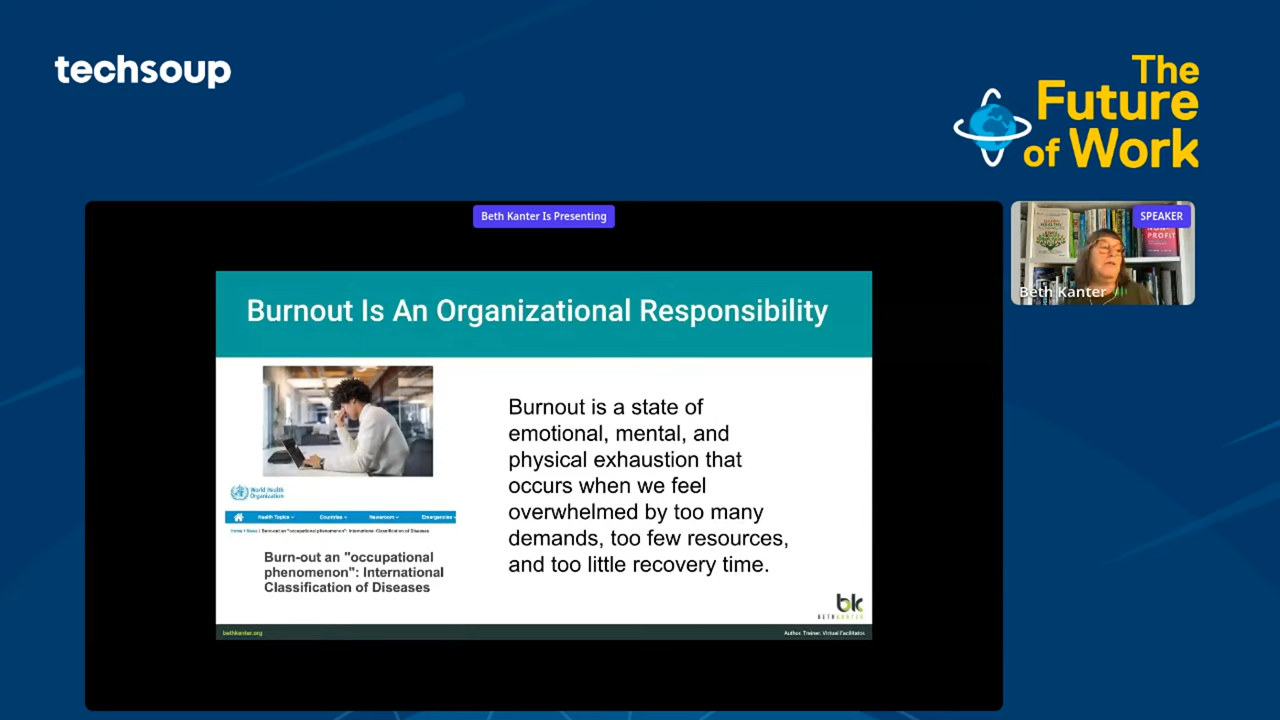 techsoup
The
Future
of Work
Beth Kanter Is Presenting
SPEAKER
Beth Kanter
Burnout Is An Organizational Responsibility
World Health
Organization
Health Topics
Countries
Newsroom
Emergencies
Home / News / Burn-out an "occupational phenomenon": International Classification of Diseases
Burn-out an "occupational
phenomenon": International
Classification of Diseases
Burnout is a state of
emotional, mental, and
physical exhaustion that
occurs when we feel
overwhelmed by too many
demands, too few resources,
and too little recovery time.
bk
BETH KANTER
bethkanter.org
Author. Trainer. Virtual Facilitator.